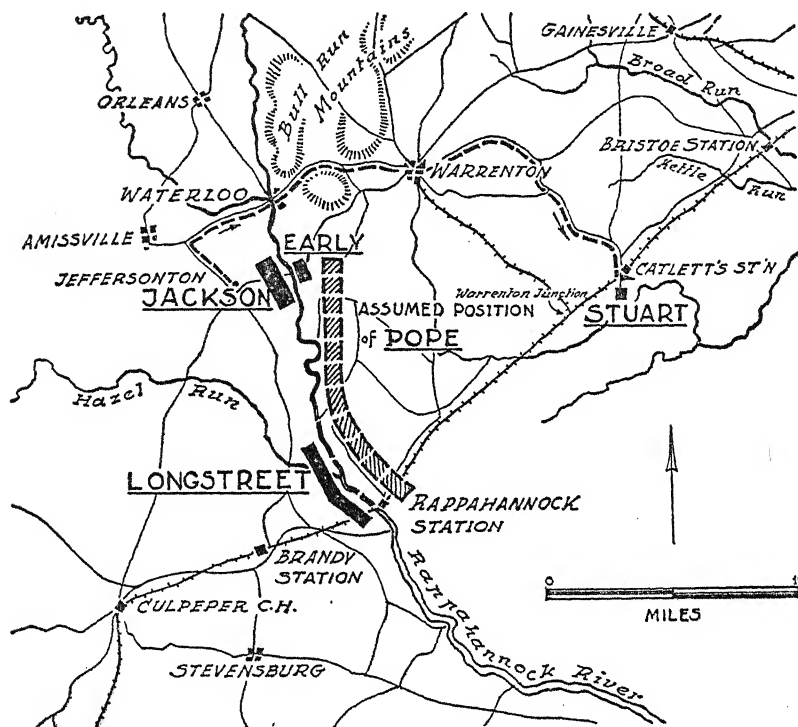 GAINESVILLE
Bull Run
Mountains
Broad Run
ORLEANS
BRISTOE STATION
Kettle
Run
WARRENTON
WATERLOO
AMISSVILLE
EARLY
CATLETT'S ST'N
JEFFERSONTON
JACKSON
Warrenton Junction
STUART
ASSUMED POSITION
of POPE
Hazel Run
LONGSTREET
RAPPAHANNOCK
STATION
BRANDY
STATION
Rappahannock River
0
1
MILES
CULPEPER C.H.
STEVENSBURG